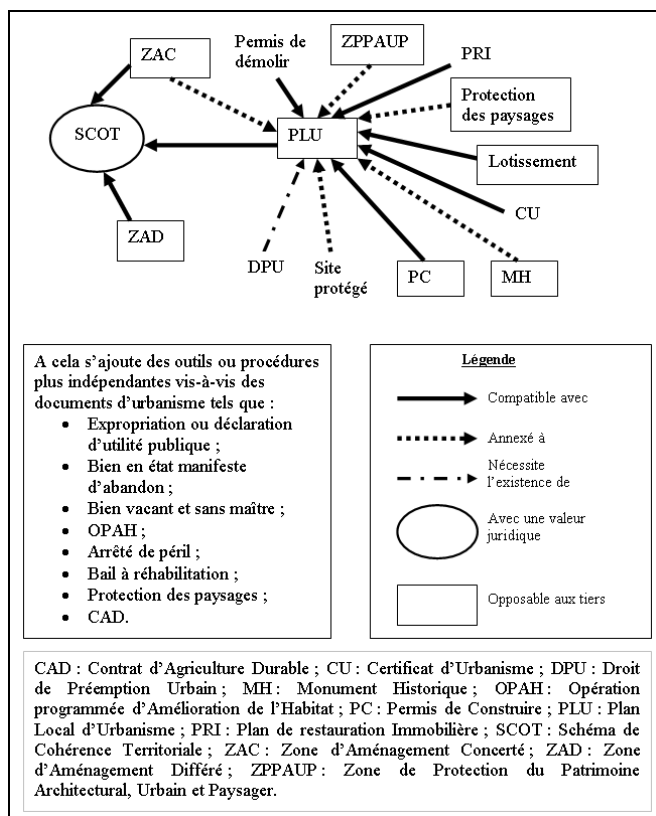 ZAC
Permis de
démolir
ZPPAUP
PRI
Protection
des paysages
SCOT
PLU
Lotissement
CU
ZAD
DPU
Site
protégé
PC
MH
A cela s'ajoute des outils ou procédures
plus indépendantes vis-à-vis des
documents d'urbanisme tels que :
• Expropriation ou déclaration
d'utilité publique ;
• Bien en état manifeste
d'abandon ;
• Bien vacant et sans maître ;
• OPAH ;
• Arrêté de péril ;
• Bail à réhabilitation ;
• Protection des paysages ;
• CAD.
Légende
Compatible avec
Annexé à
Nécessite
l'existence de
Avec une valeur
juridique
Opposable aux tiers
CAD : Contrat d'Agriculture Durable ; CU : Certificat d'Urbanisme ; DPU : Droit
de Préemption Urbain ; MH : Monument Historique ; OPAH : Opération
programmée d'Amélioration de l'Habitat ; PC : Permis de Construire ; PLU : Plan
Local d'Urbanisme ; PRI : Plan de restauration Immobilière ; SCOT : Schéma de
Cohérence Territoriale ; ZAC : Zone d'Aménagement Concerté ; ZAD : Zone
d'Aménagement Différé ; ZPPAUP : Zone de Protection du Patrimoine
Architectural, Urbain et Paysager.